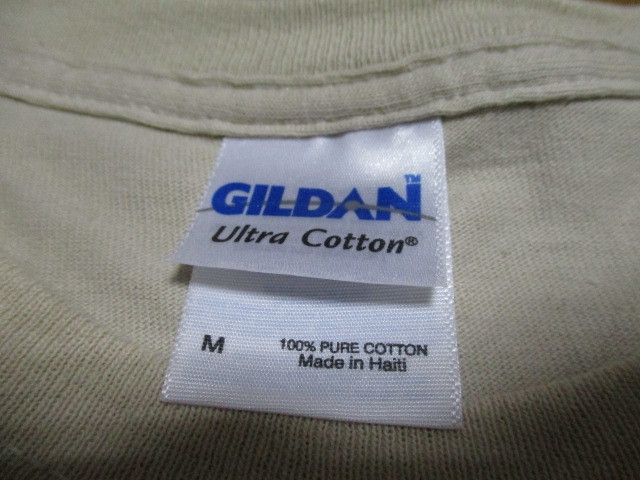 GILDAN™
Ultra Cotton®
M 100% PURE COTTON
Made in Haiti